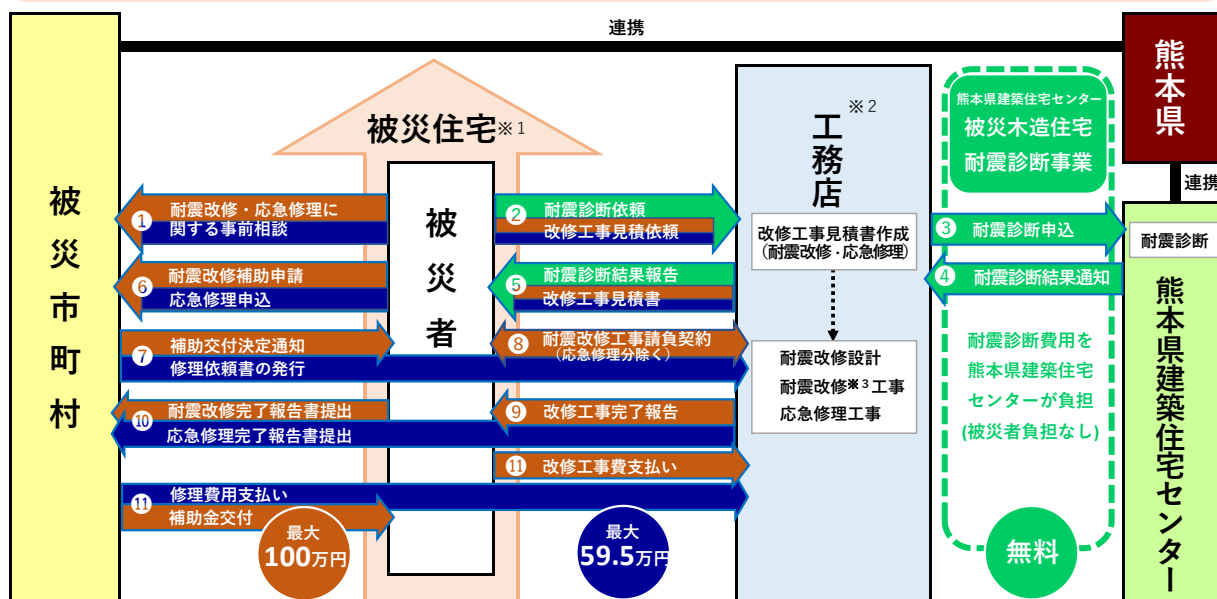 連携
熊本県
連携
被災市町村
被災住宅※1
被災者
※2
工務店
熊本県建築住宅センター
被災木造住宅
耐震診断事業
① 耐震改修・応急修理に
関する事前相談
② 耐震診断依頼
改修工事見積依頼
改修工事見積書作成
(耐震改修・応急修理)
③ 耐震診断申込
耐震診断
④ 耐震診断結果通知
⑤ 耐震診断結果報告
改修工事見積書
⑥ 耐震改修補助申請
応急修理申込
⑦ 補助交付決定通知
修理依頼書の発行
⑧ 耐震改修工事請負契約
(応急修理分除く)
耐震改修設計
耐震改修※3工事
応急修理工事
耐震診断費用を
熊本県建築住宅
センターが負担
(被災者負担なし)
熊本県建築住宅センター
⑨ 改修工事完了報告
⑩ 耐震改修完了報告書提出
応急修理完了報告書提出
⑪ 改修工事費支払い
⑪ 修理費用支払い
補助金交付
最大
100万円
最大
59.5万円
無料